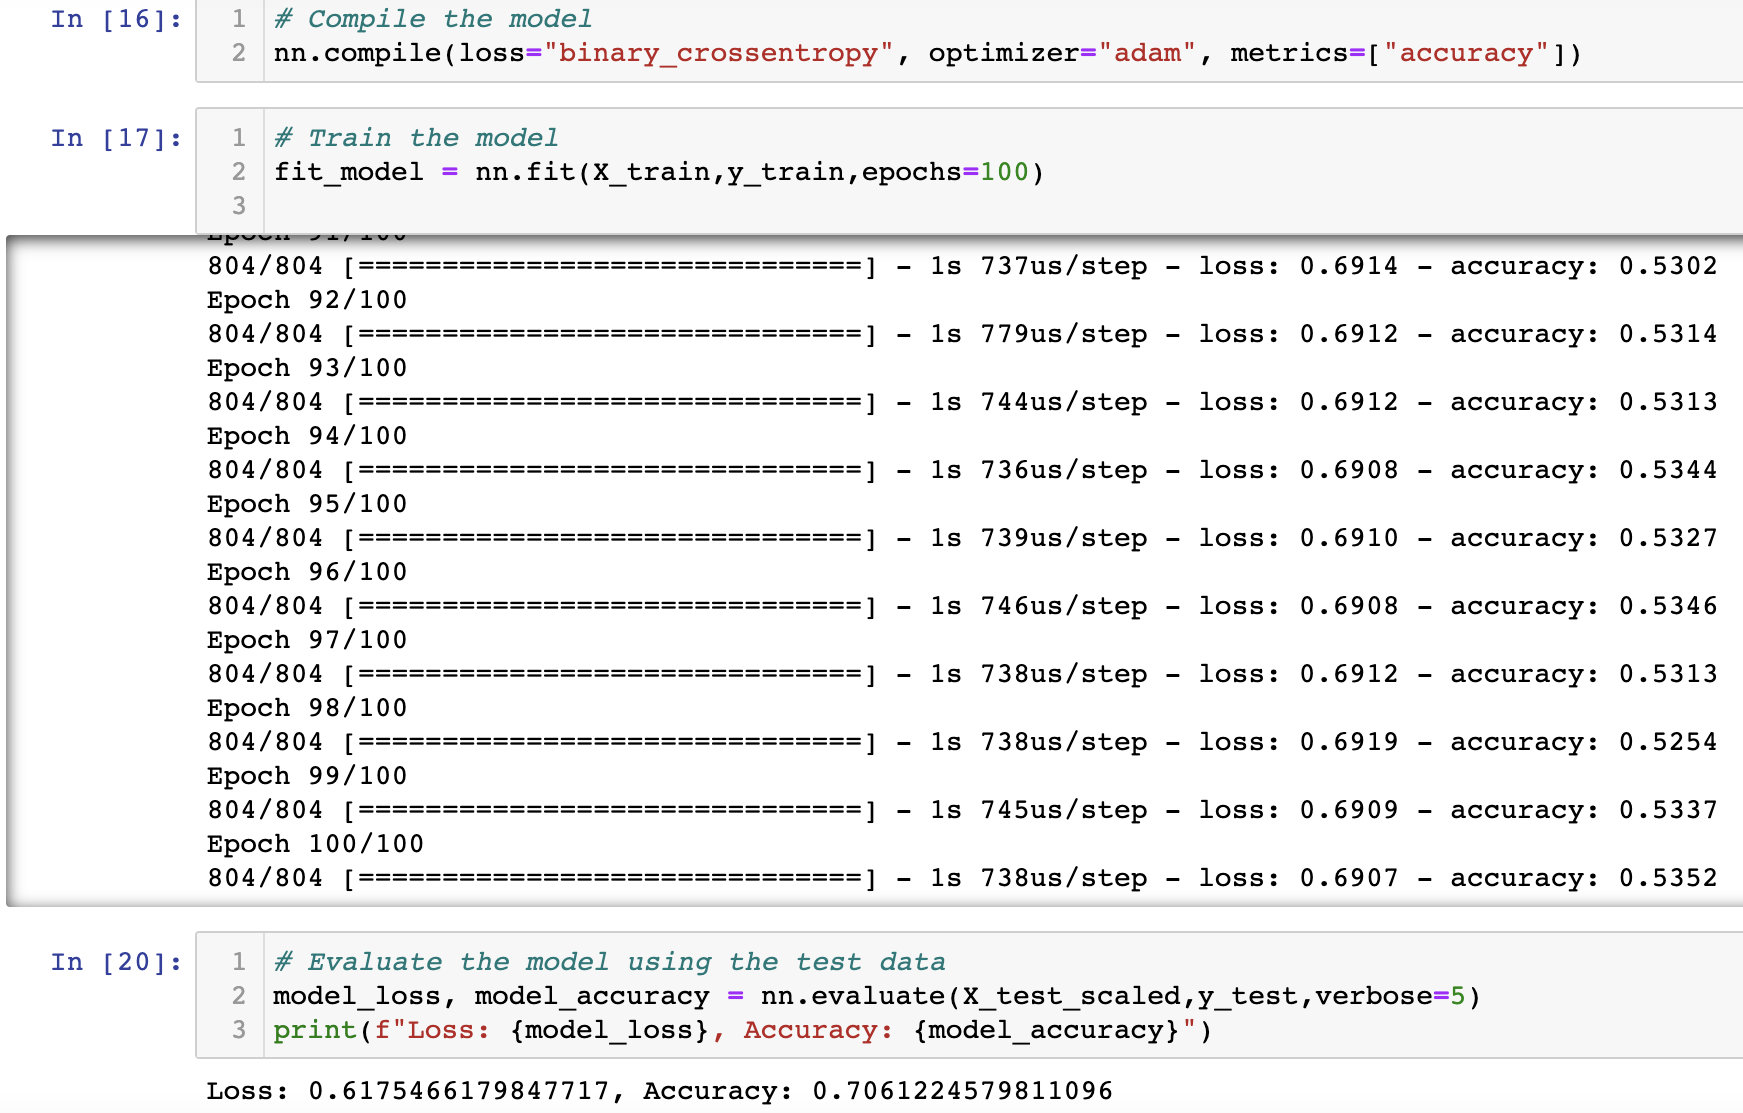 In [16]:
1 # Compile the model
2 nn.compile(loss="binary_crossentropy", optimizer="adam", metrics=["accuracy"])
In [17]:
1 # Train the model
2 fit_model = nn.fit(X_train,y_train,epochs=100)
3
Epoch 91/100
804/804 [==============================] - 1s 737us/step - loss: 0.6914 - accuracy: 0.5302
Epoch 92/100
804/804 [==============================] - 1s 779us/step - loss: 0.6912 - accuracy: 0.5314
Epoch 93/100
804/804 [==============================] - 1s 744us/step - loss: 0.6912 - accuracy: 0.5313
Epoch 94/100
804/804 [==============================] - 1s 736us/step - loss: 0.6908 - accuracy: 0.5344
Epoch 95/100
804/804 [==============================] - 1s 739us/step - loss: 0.6910 - accuracy: 0.5327
Epoch 96/100
804/804 [==============================] - 1s 746us/step - loss: 0.6908 - accuracy: 0.5346
Epoch 97/100
804/804 [==============================] - 1s 738us/step - loss: 0.6912 - accuracy: 0.5313
Epoch 98/100
804/804 [==============================] - 1s 738us/step - loss: 0.6919 - accuracy: 0.5254
Epoch 99/100
804/804 [==============================] - 1s 745us/step - loss: 0.6909 - accuracy: 0.5337
Epoch 100/100
804/804 [==============================] - 1s 738us/step - loss: 0.6907 - accuracy: 0.5352
In [20]:
1 # Evaluate the model using the test data
2 model_loss, model_accuracy = nn.evaluate(X_test_scaled,y_test,verbose=5)
3 print(f"Loss: {model_loss}, Accuracy: {model_accuracy}")
Loss: 0.6175466179847717, Accuracy: 0.7061224579811096